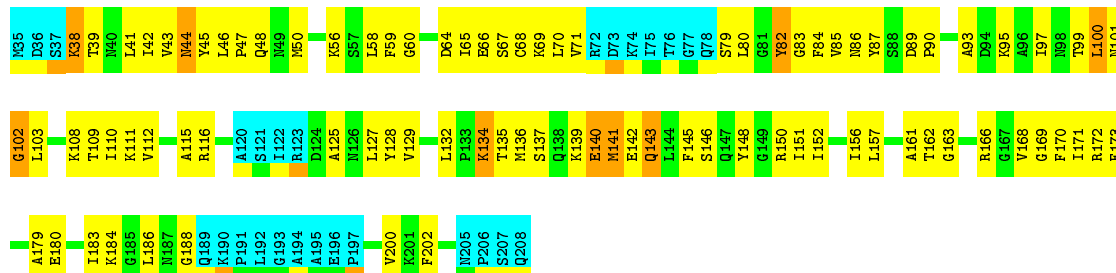 M35 D36 S37 K38 T39 N40 L41 I42 V43 N44 Y45 L46 P47 Q48 N49 M50 K56 S57 L58 F59 G60 D64 I65 E66 S67 C68 K69 L70 V71 R72 D73 K74 I75 T76 G77 Q78 S79 L80 G81 Y82 G83 F84 V85 N86 Y87 S88 D89 P90 A93 D94 K95 A96 I97 N98 T99 L100 N101
G102 L103 K108 T109 I110 K111 V112 A115 R116 A120 S121 I122 R123 D124 A125 N126 L127 Y128 V129 L132 P133 K134 T135 M136 S137 Q138 K139 E140 M141 E142 Q143 L144 F145 S146 Q147 Y148 G149 R150 I151 I152 I156 L157 A161 T162 G163 R166 G167 V168 G169 F170 I171 R172 F173
A179 E180 I183 K184 G185 L186 N187 G188 Q189 K190 P191 L192 G193 A194 A195 E196 P197 V200 K201 F202 N205 P206 S207 Q208